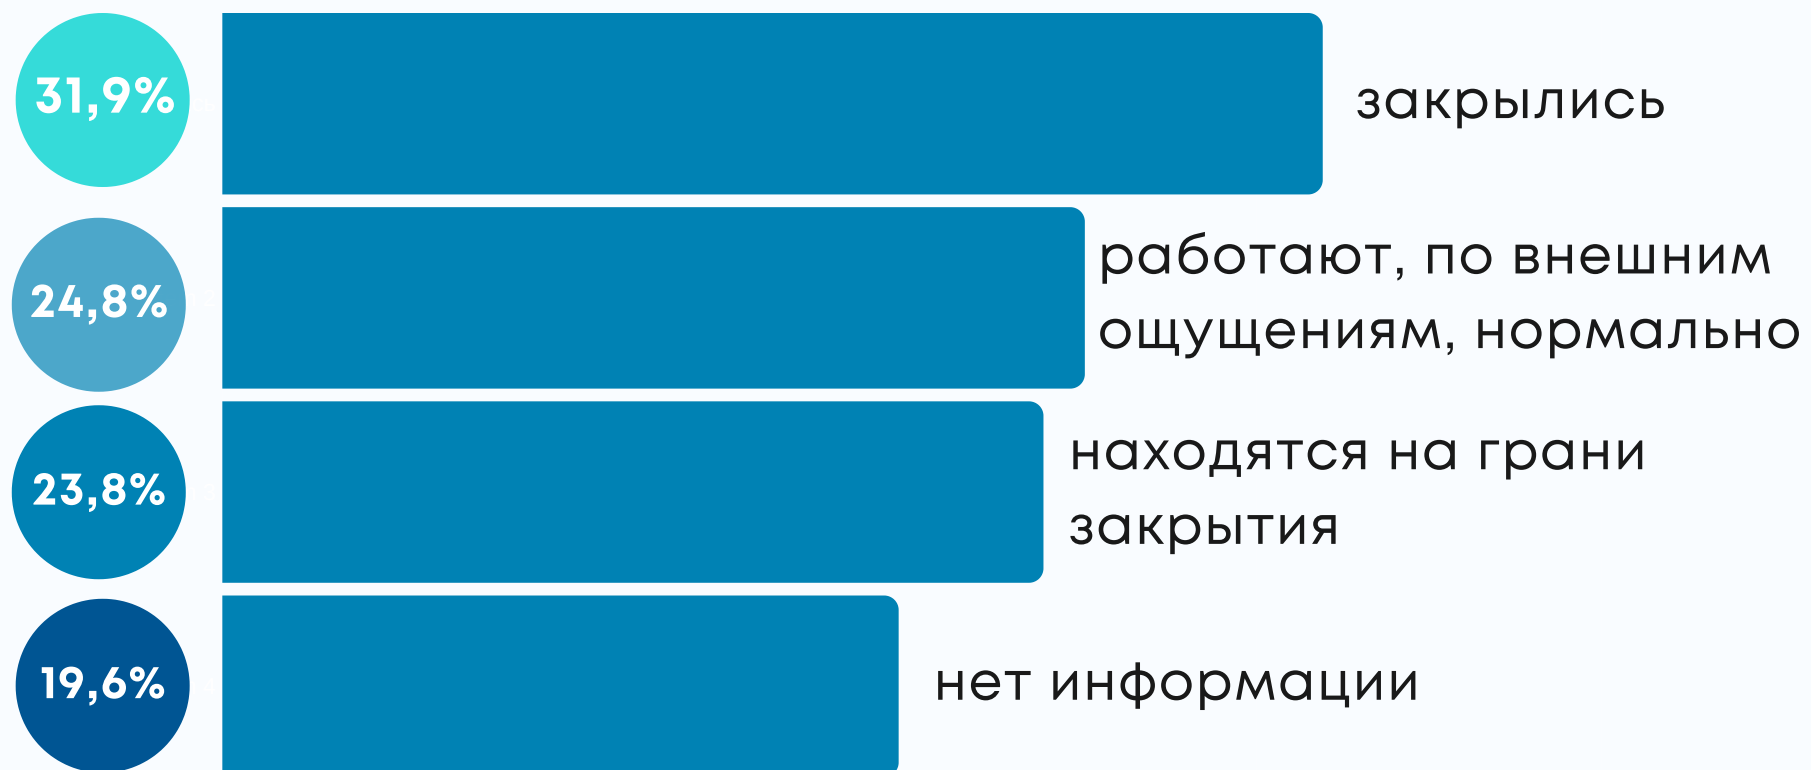 31,9%
закрылись
24,8%
работают, по внешним
ощущениям, нормально
23,8%
находятся на грани
закрытия
19,6%
нет информации